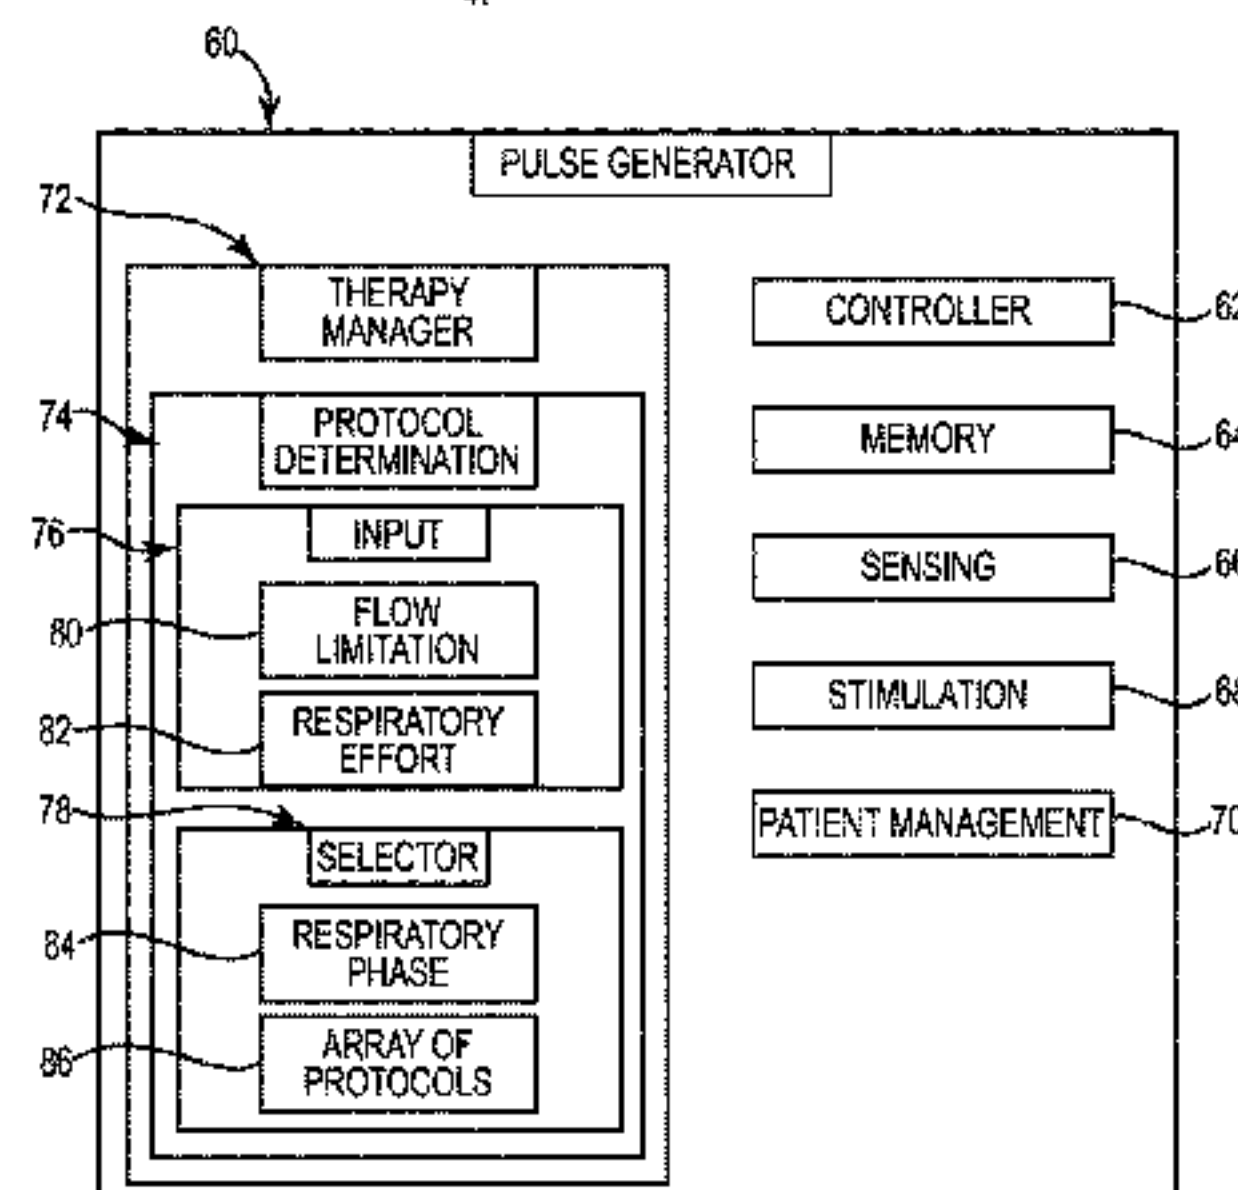 60
PULSE GENERATOR
72
THERAPY
MANAGER
CONTROLLER
74
PROTOCOL
DETERMINATION
MEMORY
76
INPUT
SENSING
80
FLOW
LIMITATION
STIMULATION
82
RESPIRATORY
EFFORT
78
SELECTOR
PATIENT MANAGEMENT
70
84
RESPIRATORY
PHASE
86
ARRAY OF
PROTOCOLS